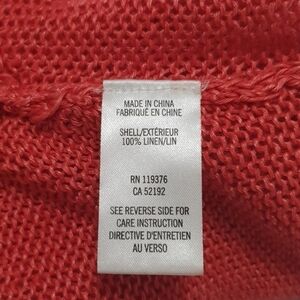 MADE IN CHINA
FABRIQUÉ EN CHINE
SHELL/EXTÉRIEUR
100% LINEN/LIN
RN 119376
CA 52192
SEE REVERSE SIDE FOR
CARE INSTRUCTION
DIRECTIVE D'ENTRETIEN
AU VERSO